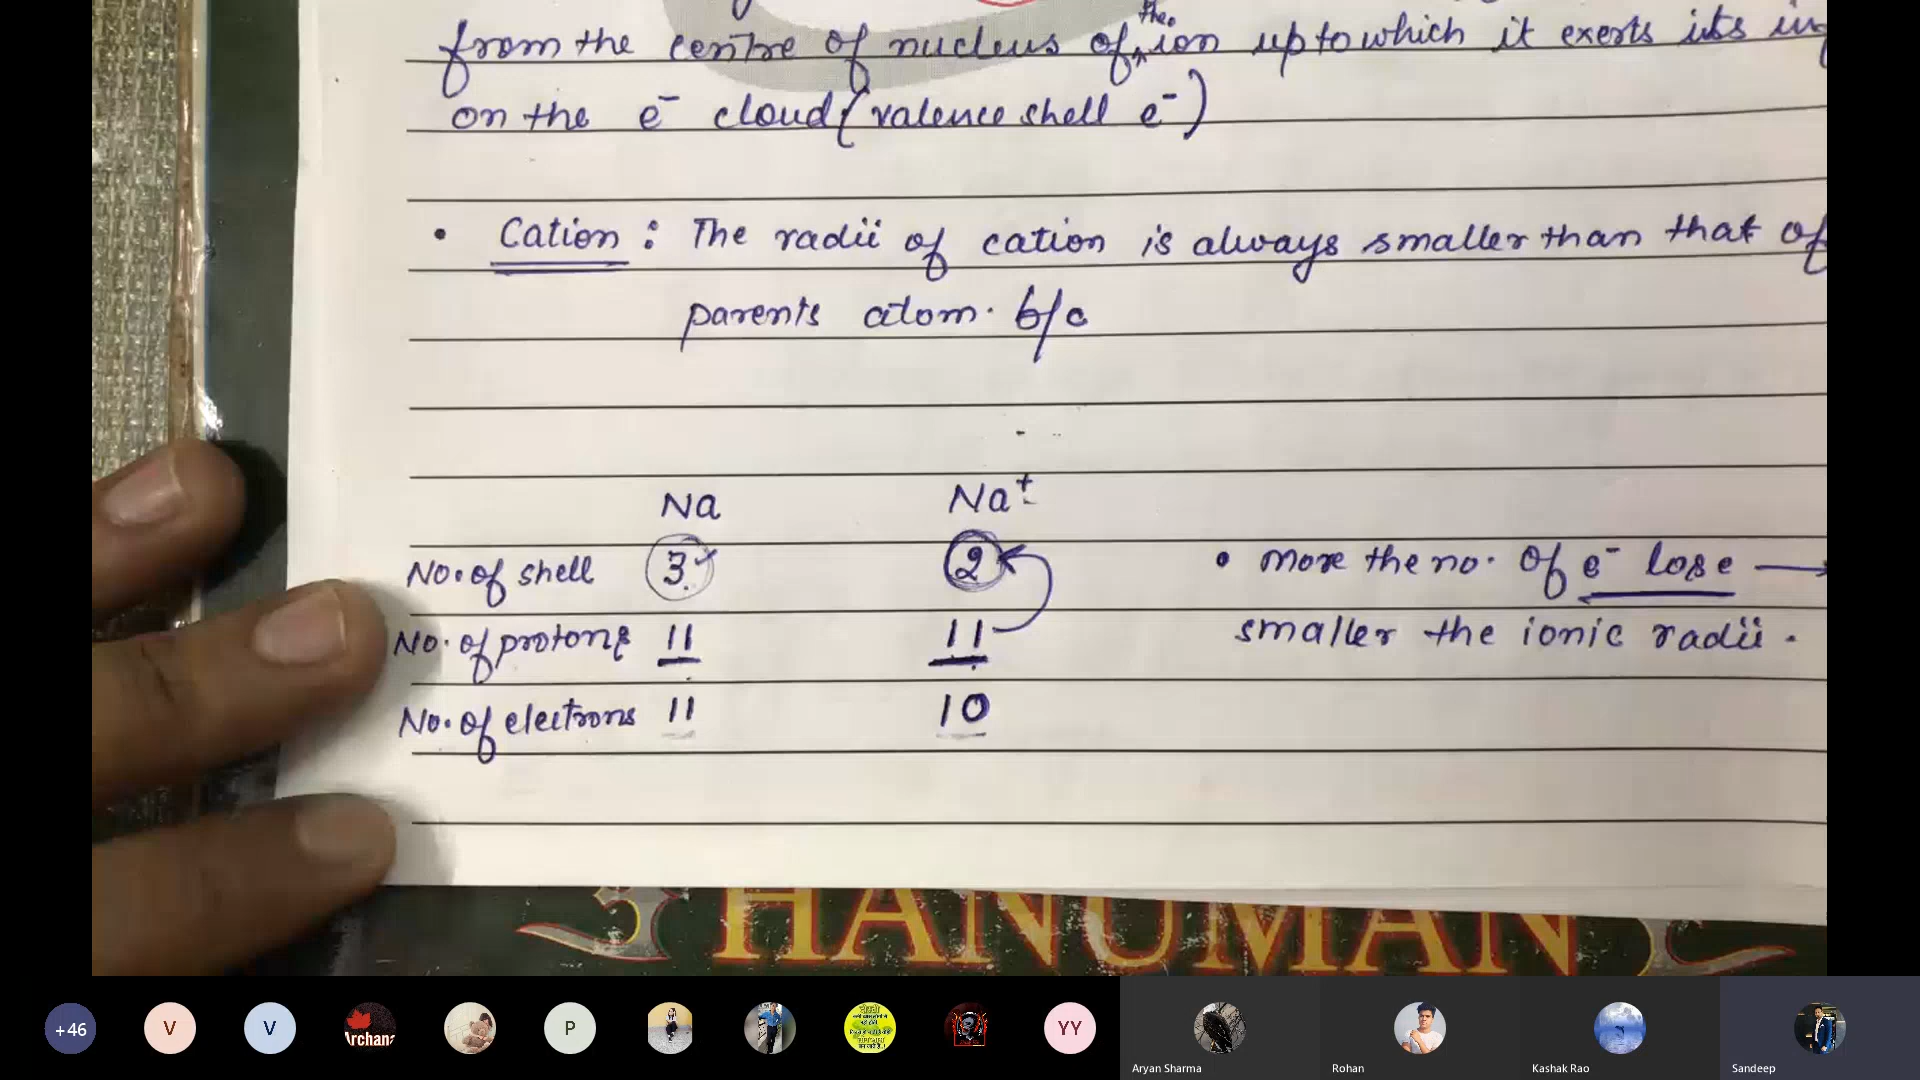 from the centre of nucleus of the ion upto which it exerts its
on the e⁻ cloud (valence shell e⁻)
• Cation : The radii of cation is always smaller than that of
parents atom. b/c
Na Na⁺
No. of shell 3 2
No. of protons 11 11
No. of electrons 11 10
• More the no. of e⁻ lose →
smaller the ionic radii.
HANUMAN
+46 V V Archana P YY
Aryan Sharma Rohan Kashak Rao Sandeep